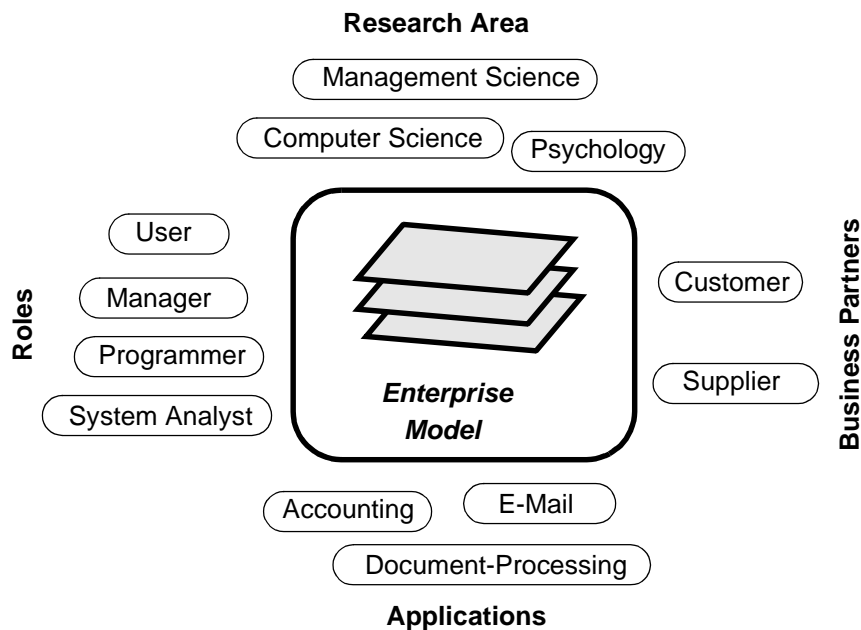 Research Area
Management Science
Computer Science
Psychology
Roles
User
Manager
Programmer
System Analyst
Enterprise
Model
Customer
Supplier
Business Partners
Accounting
E-Mail
Document-Processing
Applications